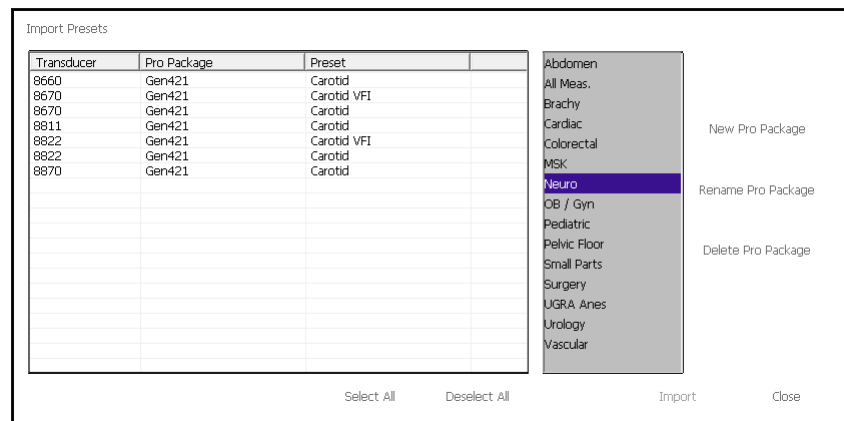 Import Presets
Transducer Pro Package Preset
8660 Gen421 Carotid
8670 Gen421 Carotid VFI
8670 Gen421 Carotid
8811 Gen421 Carotid
8822 Gen421 Carotid VFI
8822 Gen421 Carotid
8870 Gen421 Carotid
Abdomen
All Meas.
Brachy
Cardiac
Colorectal
MSK
Neuro
OB / Gyn
Pediatric
Pelvic Floor
Small Parts
Surgery
UGRA Anes
Urology
Vascular
New Pro Package
Rename Pro Package
Delete Pro Package
Select All Deselect All Import Close